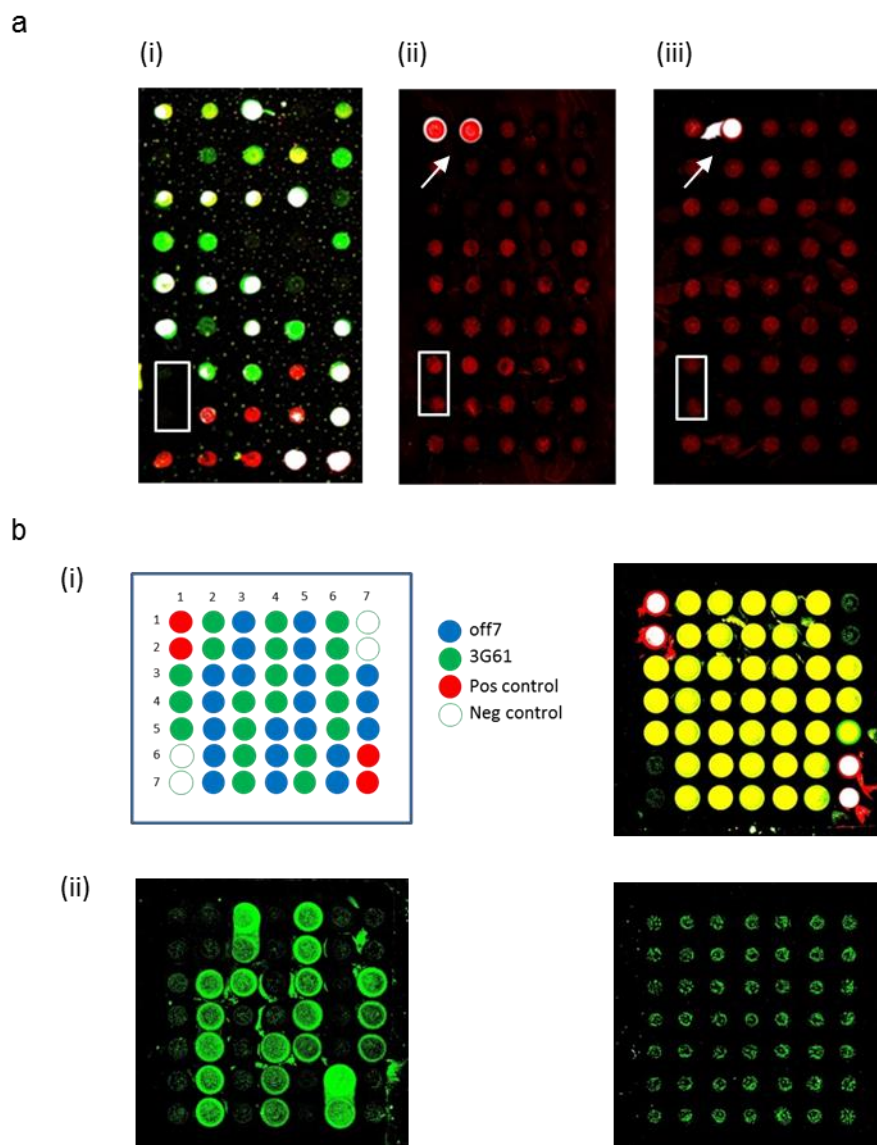 a
(i)
(ii)
(iii)
b
(i)
1 2 3 4 5 6 7
1
2
3
4
5
6
7
off7
3G61
Pos control
Neg control
(ii)